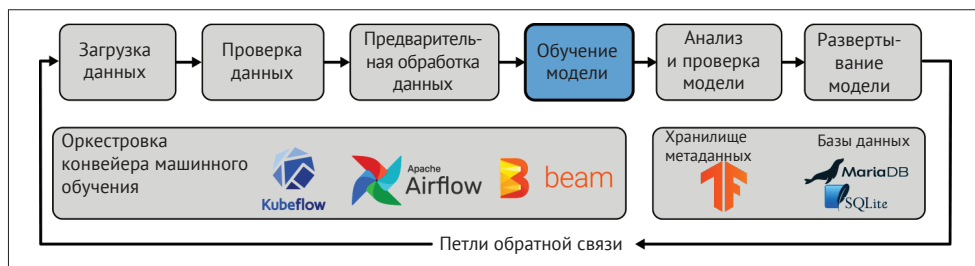 Загрузка
данных
Проверка
данных
Предваритель-
ная обработка
данных
Обучение
модели
Анализ
и проверка
модели
Разверты-
вание
модели
Оркестровка
конвейера машинного
обучения
Kubeflow
Apache
Airflow
beam
Хранилище
метаданных
Базы данных
MariaDB
SQLite
Петли обратной связи